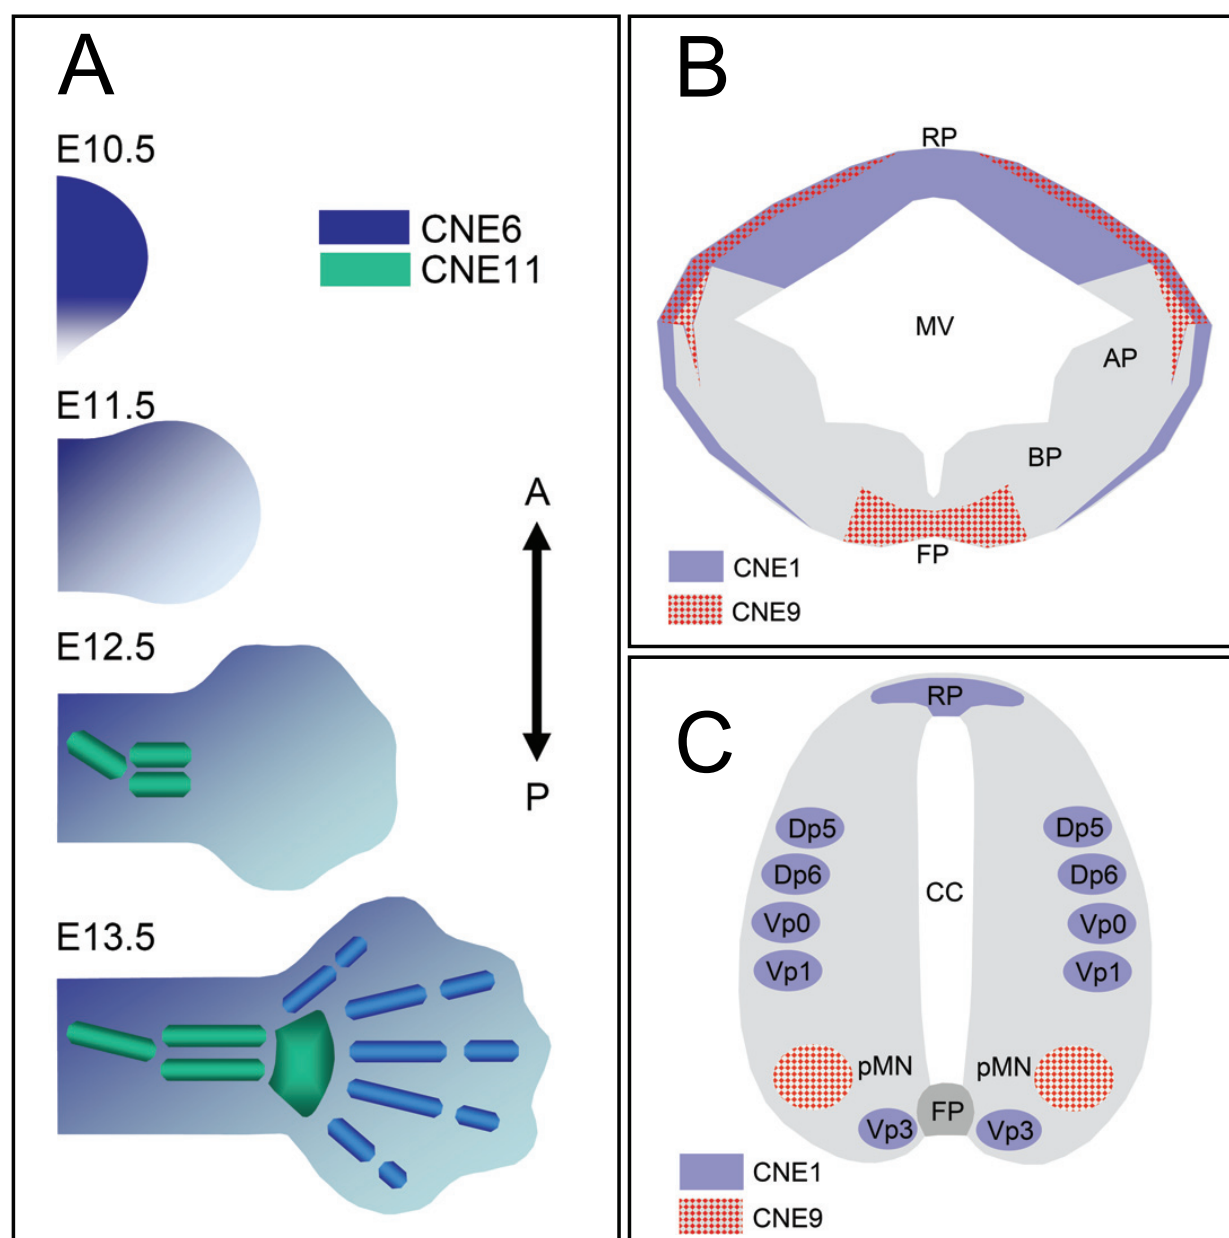 A
E10.5
CNE6
CNE11
E11.5
A
P
E12.5
E13.5
B
RP
MV
AP
BP
FP
CNE1
CNE9
C
RP
Dp5 Dp5
Dp6 Dp6
CC
Vp0 Vp0
Vp1 Vp1
pMN pMN
FP
Vp3 Vp3
CNE1
CNE9